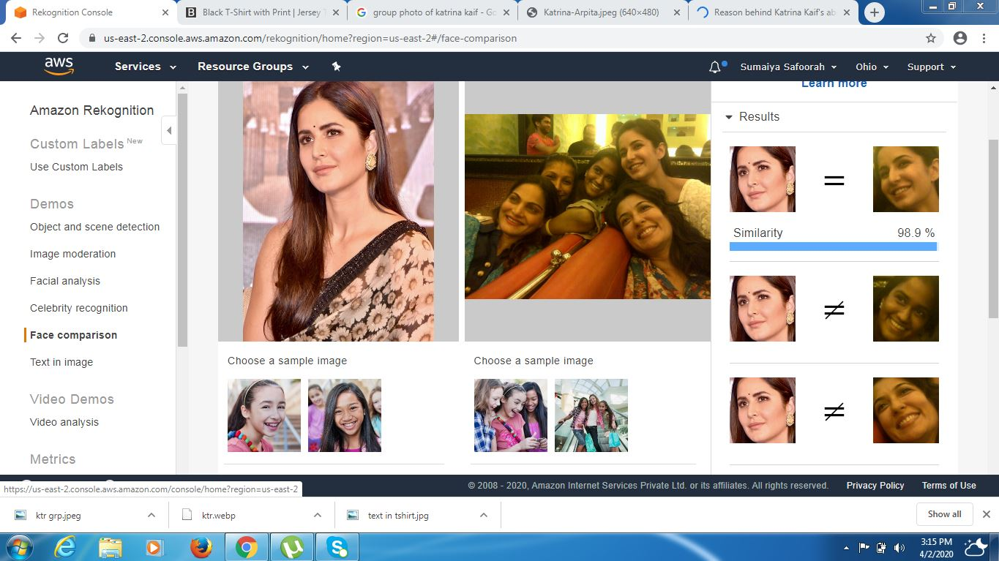 Rekognition Console
Black T-Shirt with Print | Jersey T
group photo of katrina kaif - Go
Katrina-Arpita.jpeg (640×480)
Reason behind Katrina Kaif's abs
us-east-2.console.aws.amazon.com/rekognition/home?region=us-east-2#/face-comparison
aws
Services
Resource Groups
Sumaiya Safoorah
Ohio
Support
Amazon Rekognition
Custom Labels New
Use Custom Labels
Demos
Object and scene detection
Image moderation
Facial analysis
Celebrity recognition
Face comparison
Text in image
Video Demos
Video analysis
Metrics
Choose a sample image
Choose a sample image
Learn more
Results
=
Similarity 98.9 %
≠
≠
https://us-east-2.console.aws.amazon.com/console/home?region=us-east-2
© 2008 - 2020, Amazon Internet Services Private Ltd. or its affiliates. All rights reserved.
Privacy Policy
Terms of Use
ktr grp.jpeg
ktr.webp
text in tshirt.jpg
Show all
3:15 PM
4/2/2020